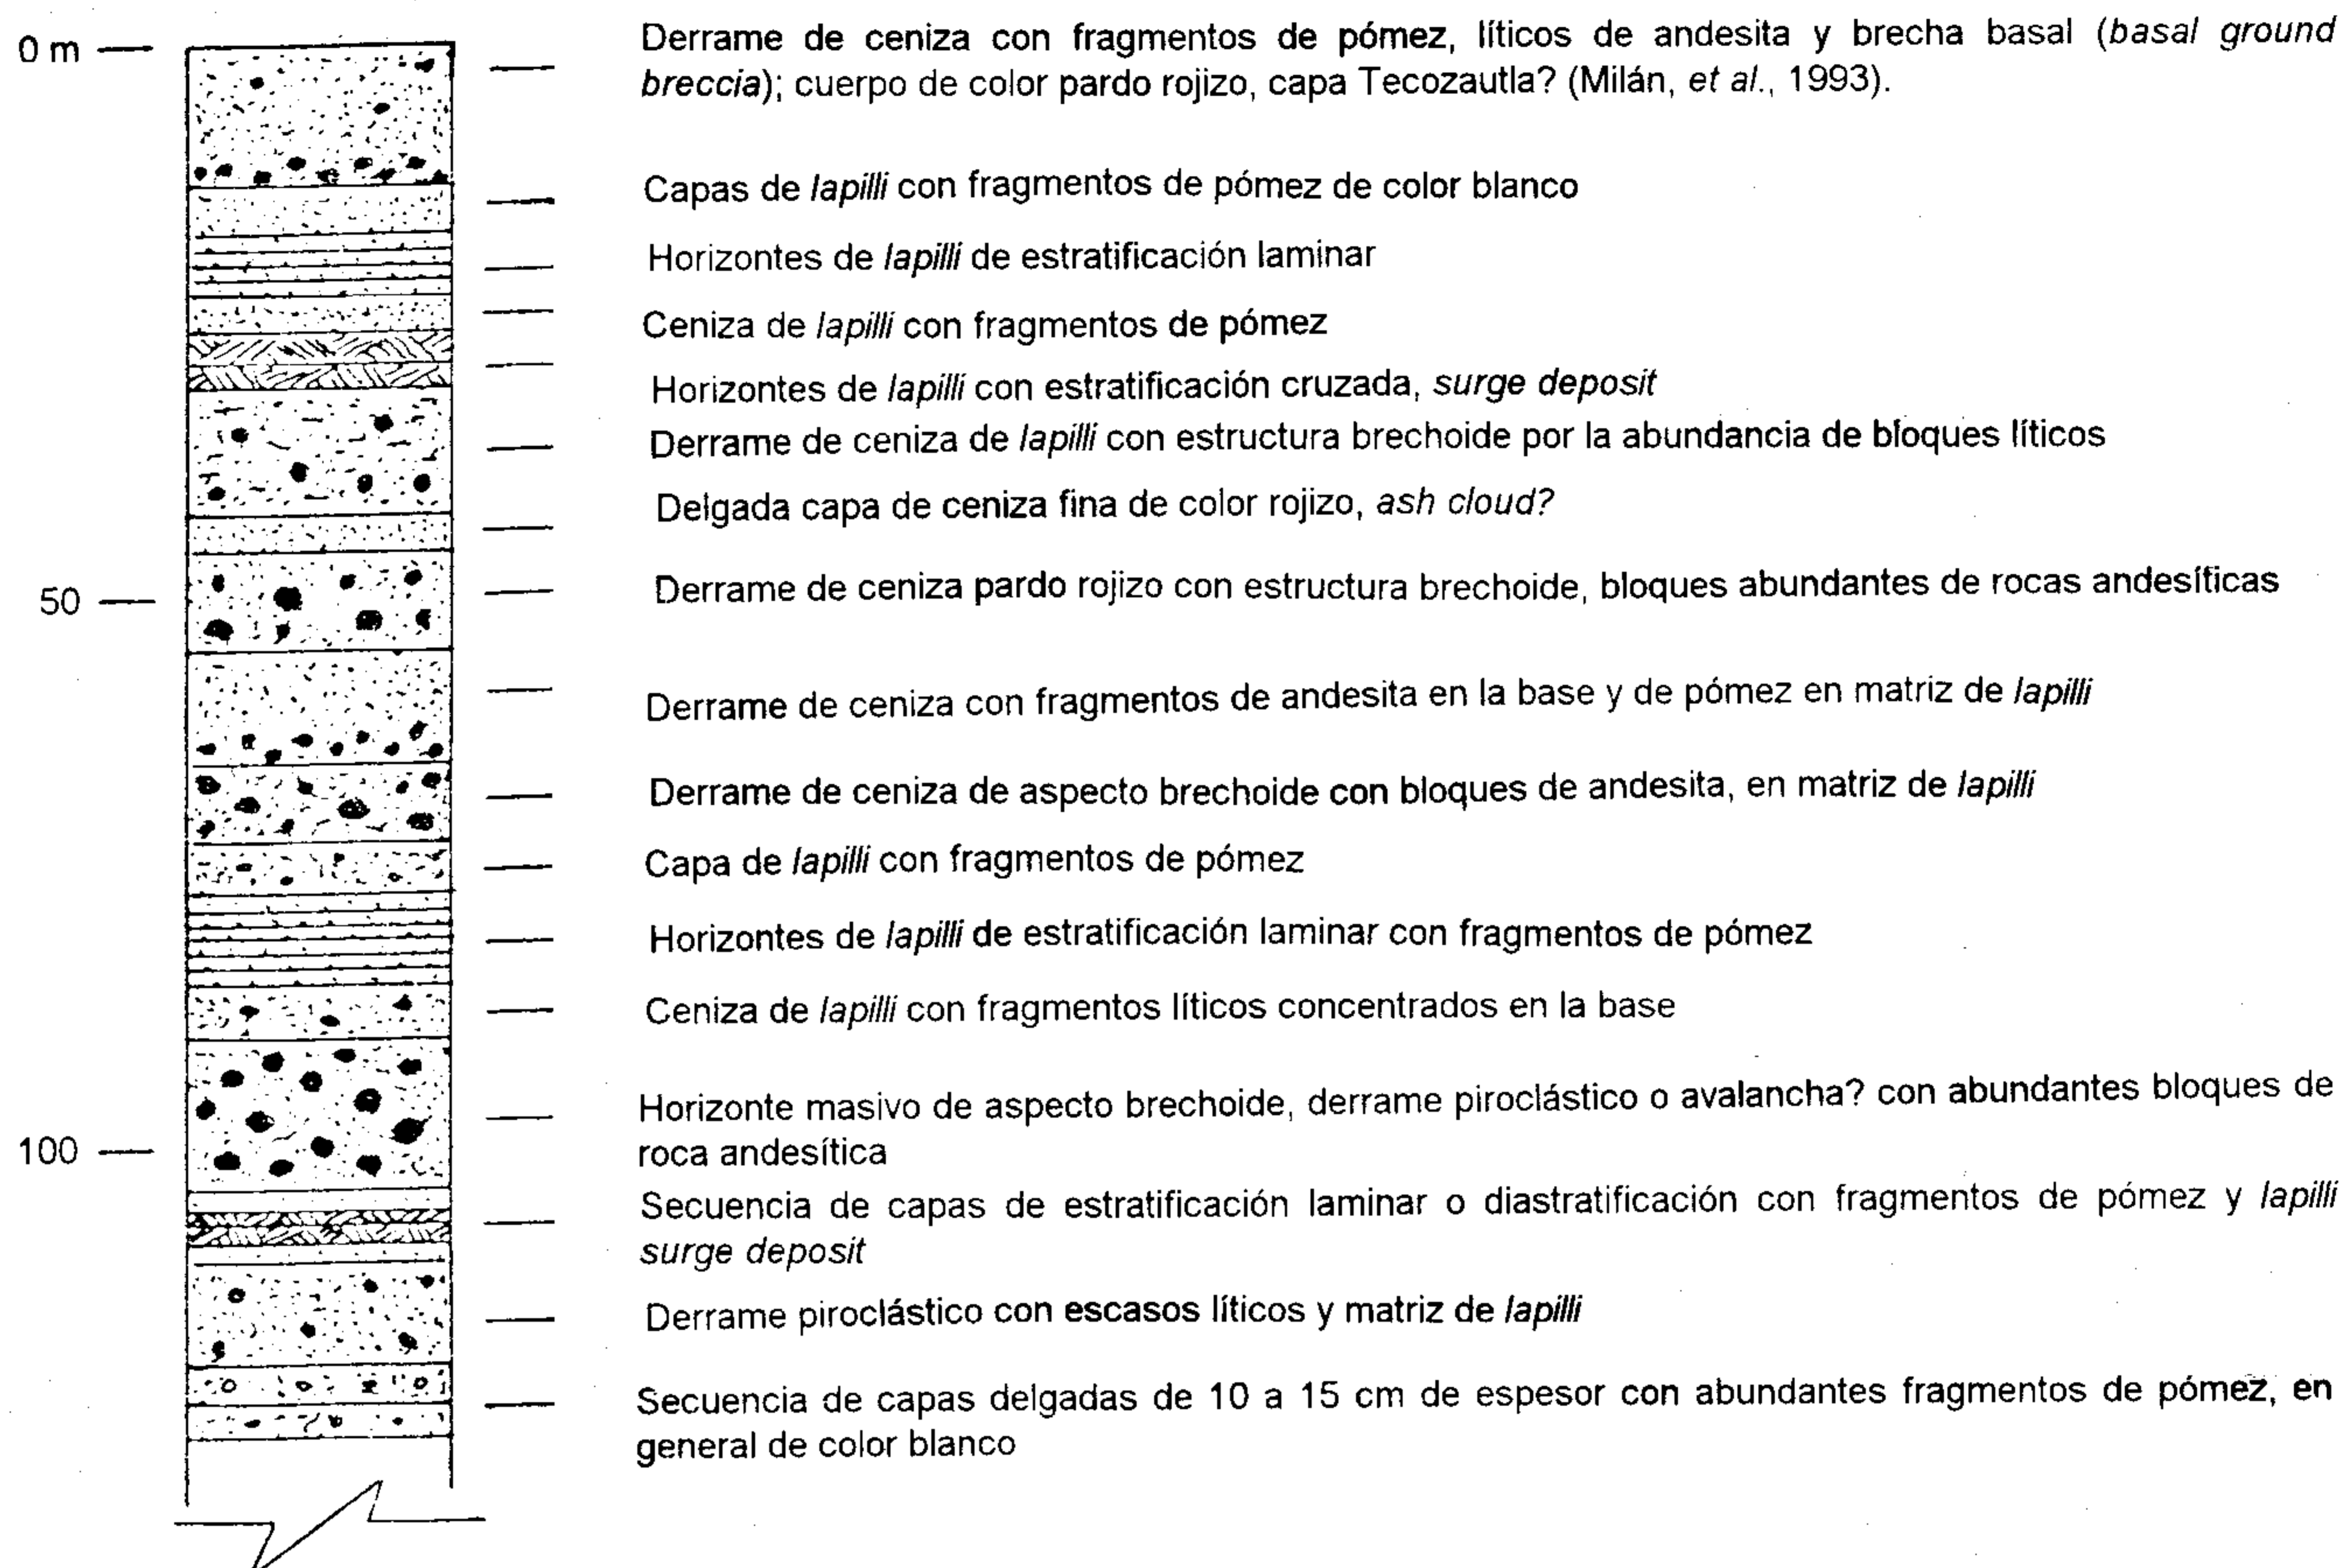 0 m
Derrame de ceniza con fragmentos de pómez, líticos de andesita y brecha basal (basal ground
breccia); cuerpo de color pardo rojizo, capa Tecozautla? (Milán, et al., 1993).
Capas de lapilli con fragmentos de pómez de color blanco
Horizontes de lapilli de estratificación laminar
Ceniza de lapilli con fragmentos de pómez
Horizontes de lapilli con estratificación cruzada, surge deposit
Derrame de ceniza de lapilli con estructura brechoide por la abundancia de bloques líticos
Delgada capa de ceniza fina de color rojizo, ash cloud?
50
Derrame de ceniza pardo rojizo con estructura brechoide, bloques abundantes de rocas andesíticas
Derrame de ceniza con fragmentos de andesita en la base y de pómez en matriz de lapilli
Derrame de ceniza de aspecto brechoide con bloques de andesita, en matriz de lapilli
Capa de lapilli con fragmentos de pómez
Horizontes de lapilli de estratificación laminar con fragmentos de pómez
Ceniza de lapilli con fragmentos líticos concentrados en la base
Horizonte masivo de aspecto brechoide, derrame piroclástico o avalancha? con abundantes bloques de
roca andesítica
100
Secuencia de capas de estratificación laminar o diastratificación con fragmentos de pómez y lapilli
surge deposit
Derrame piroclástico con escasos líticos y matriz de lapilli
Secuencia de capas delgadas de 10 a 15 cm de espesor con abundantes fragmentos de pómez, en
general de color blanco